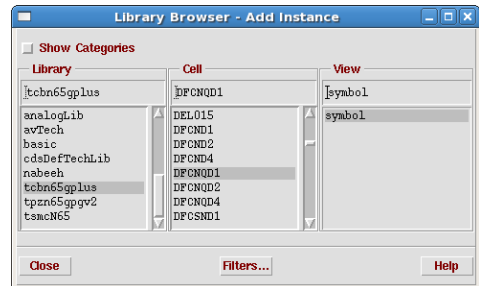 Library Browser - Add Instance
Show Categories
Library
tcbn65gplus
analogLib
avTech
basic
cdsDefTechLib
nabeeh
tcbn65gplus
tpzn65gpgv2
tsmcN65
Cell
DFCNQD1
DEL015
DFCND1
DFCND2
DFCND4
DFCNQD1
DFCNQD2
DFCNQD4
DFCSND1
View
symbol
symbol
Close
Filters...
Help